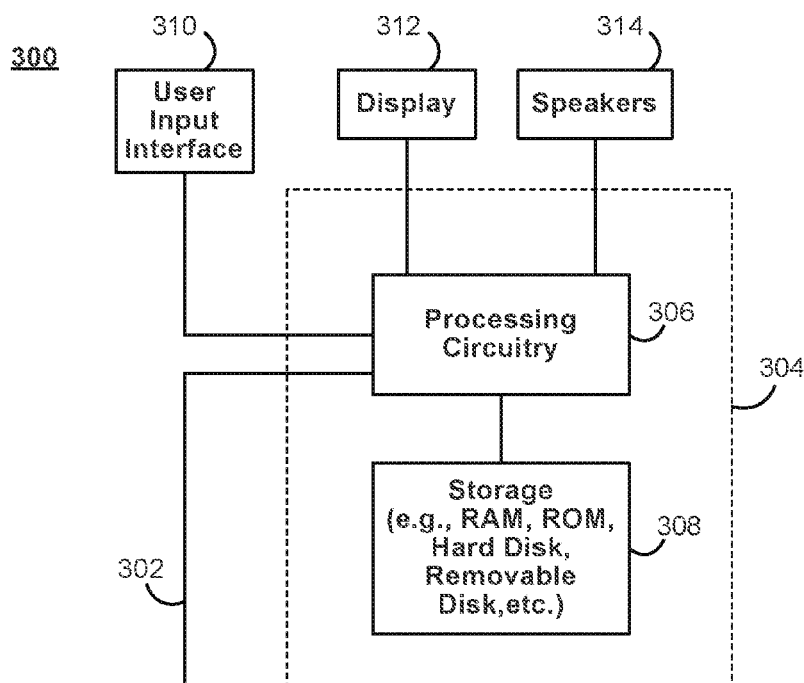 300
310
312
314
User
Input
Interface
Display
Speakers
Processing
Circuitry
306
304
Storage
(e.g., RAM, ROM,
Hard Disk,
Removable
Disk,etc.)
308
302